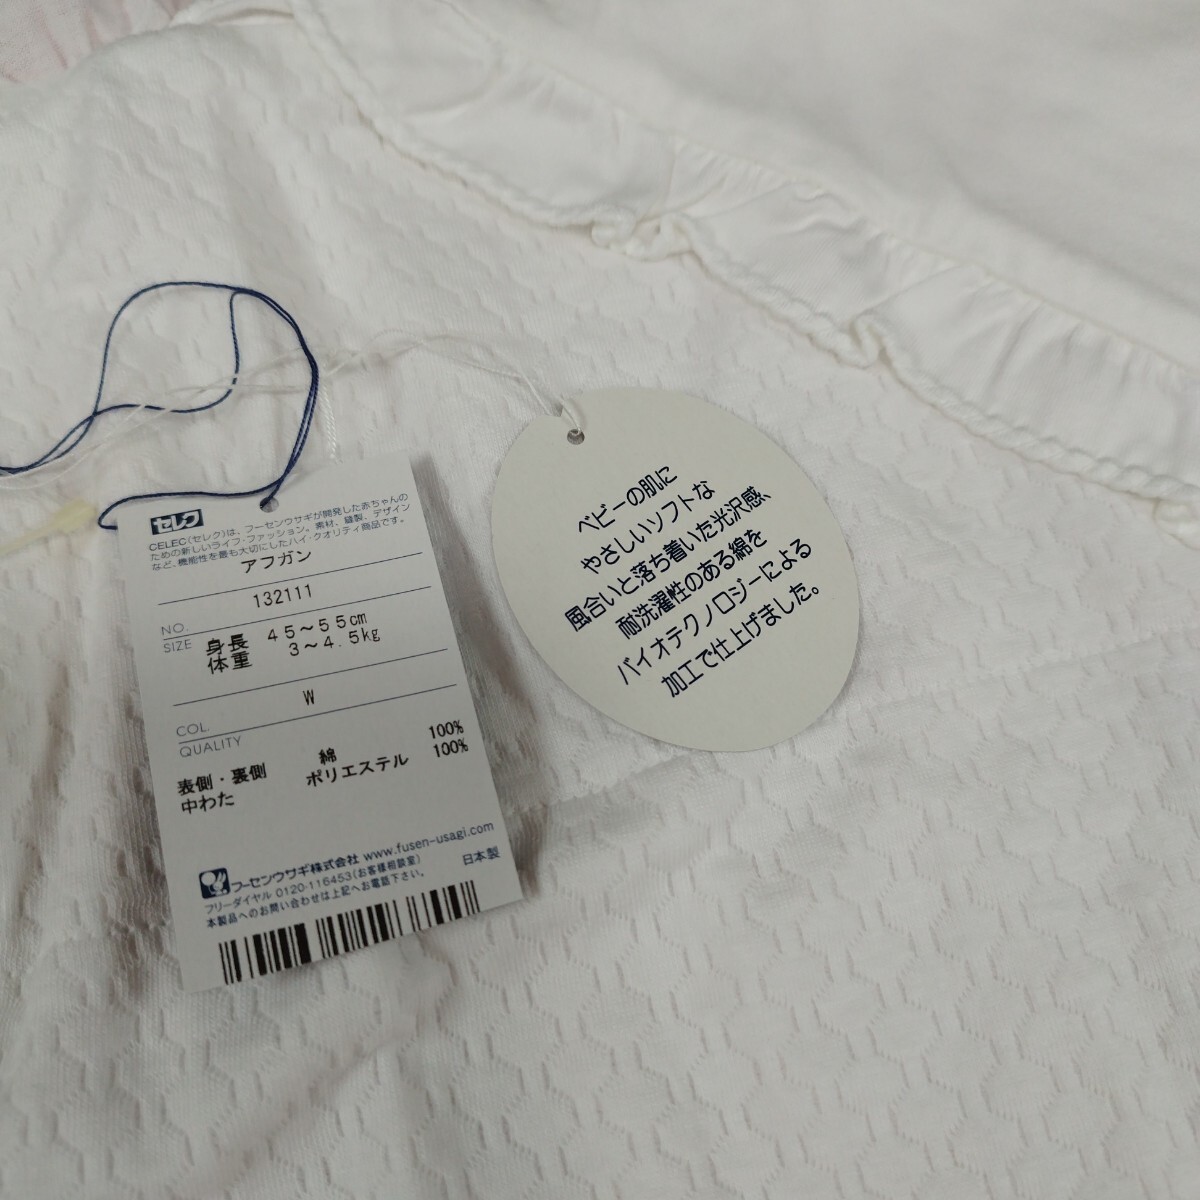 セレク
CELEC(セレク)は、フーセンウサギが開発した赤ちゃんの
ための新しいライフ・ファッション。素材、縫製、デザイン
など、機能性を最も大切にしたハイ・クオリティ商品です。
アフガン
132111
NO.
SIZE 身長 45～55cm
体重 3～4.5kg
W
COL.
QUALITY
表側・裏側 綿 100%
中わた ポリエステル 100%
フーセンウサギ株式会社 www.fusen-usagi.com
フリーダイヤル 0120-116453(お客様相談室) 日本製
本製品へのお問い合わせは上記へお電話下さい。
ベビーの肌に
やさしいソフトな
風合いと落ち着いた光沢感、
耐洗濯性のある綿を
バイオテクノロジーによる
加工で仕上げました。